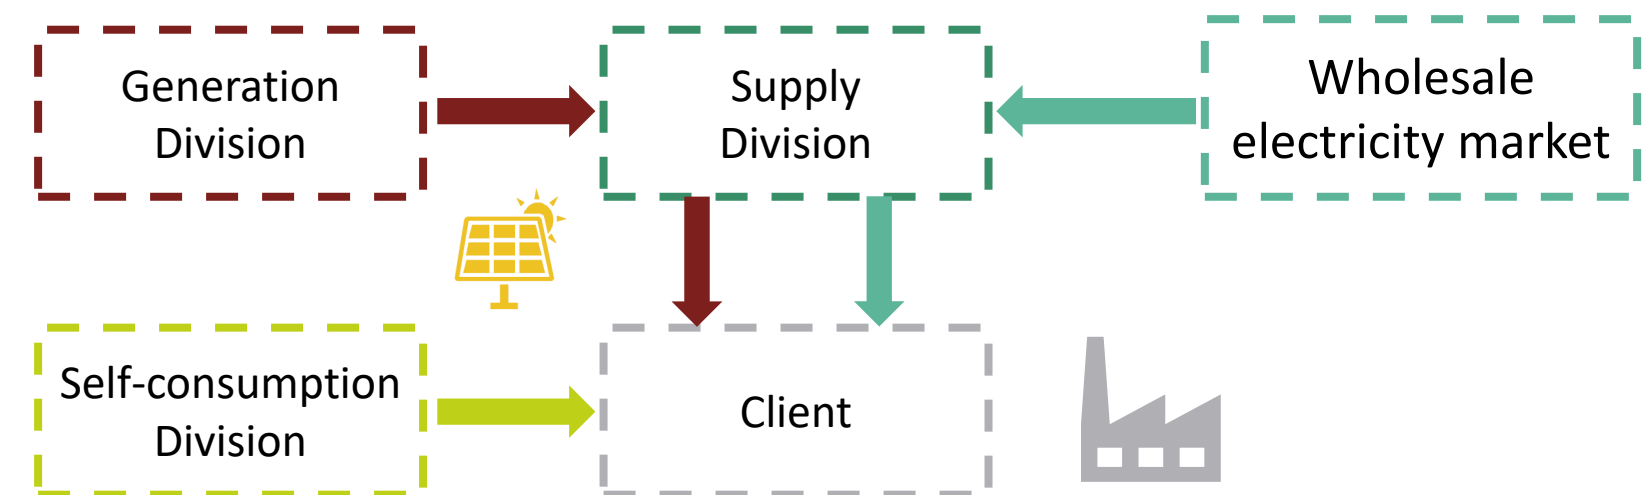 Generation
Division
Supply
Division
Wholesale
electricity market
Self-consumption
Division
Client